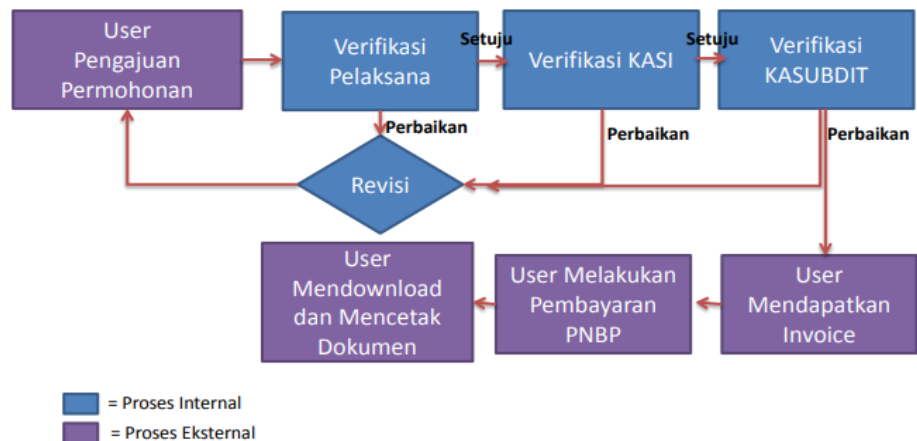 User
Pengajuan
Permohonan
Verifikasi
Pelaksana
Setuju
Verifikasi KASI
Setuju
Verifikasi
KASUBDIT
Perbaikan
Perbaikan
Perbaikan
Revisi
User
Mendownload
dan Mencetak
Dokumen
User Melakukan
Pembayaran
PNBP
User
Mendapatkan
Invoice
= Proses Internal
= Proses Eksternal